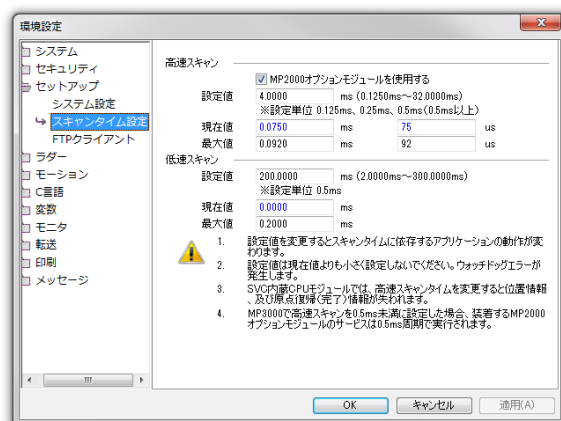 環境設定
システム
セキュリティ
セットアップ
システム設定
スキャンタイム設定
FTPクライアント
ラダー
モーション
C言語
変数
モニタ
転送
印刷
メッセージ
高速スキャン
MP2000オプションモジュールを使用する
設定値 4.0000 ms (0.1250ms~32.0000ms)
※設定単位 0.125ms、0.25ms、0.5ms(0.5ms以上)
現在値 0.0750 ms 75 us
最大値 0.0920 ms 92 us
低速スキャン
設定値 200.0000 ms (2.0000ms~300.0000ms)
※設定単位 0.5ms
現在値 0.0000 ms
最大値 0.2000 ms
1. 設定値を変更するとスキャンタイムに依存するアプリケーションの動作が変
わります。
2. 設定値は現在値よりも小さく設定しないでください。ウォッチドッグエラーが
発生します。
3. SVC内蔵CPUモジュールでは、高速スキャンタイムを変更すると位置情報
、及び原点復帰(完了)情報が失われます。
4. MP3000で高速スキャンを0.5ms未満に設定した場合、装着するMP2000
オプションモジュールのサービスは0.5ms周期で実行されます。
OK キャンセル 適用(A)